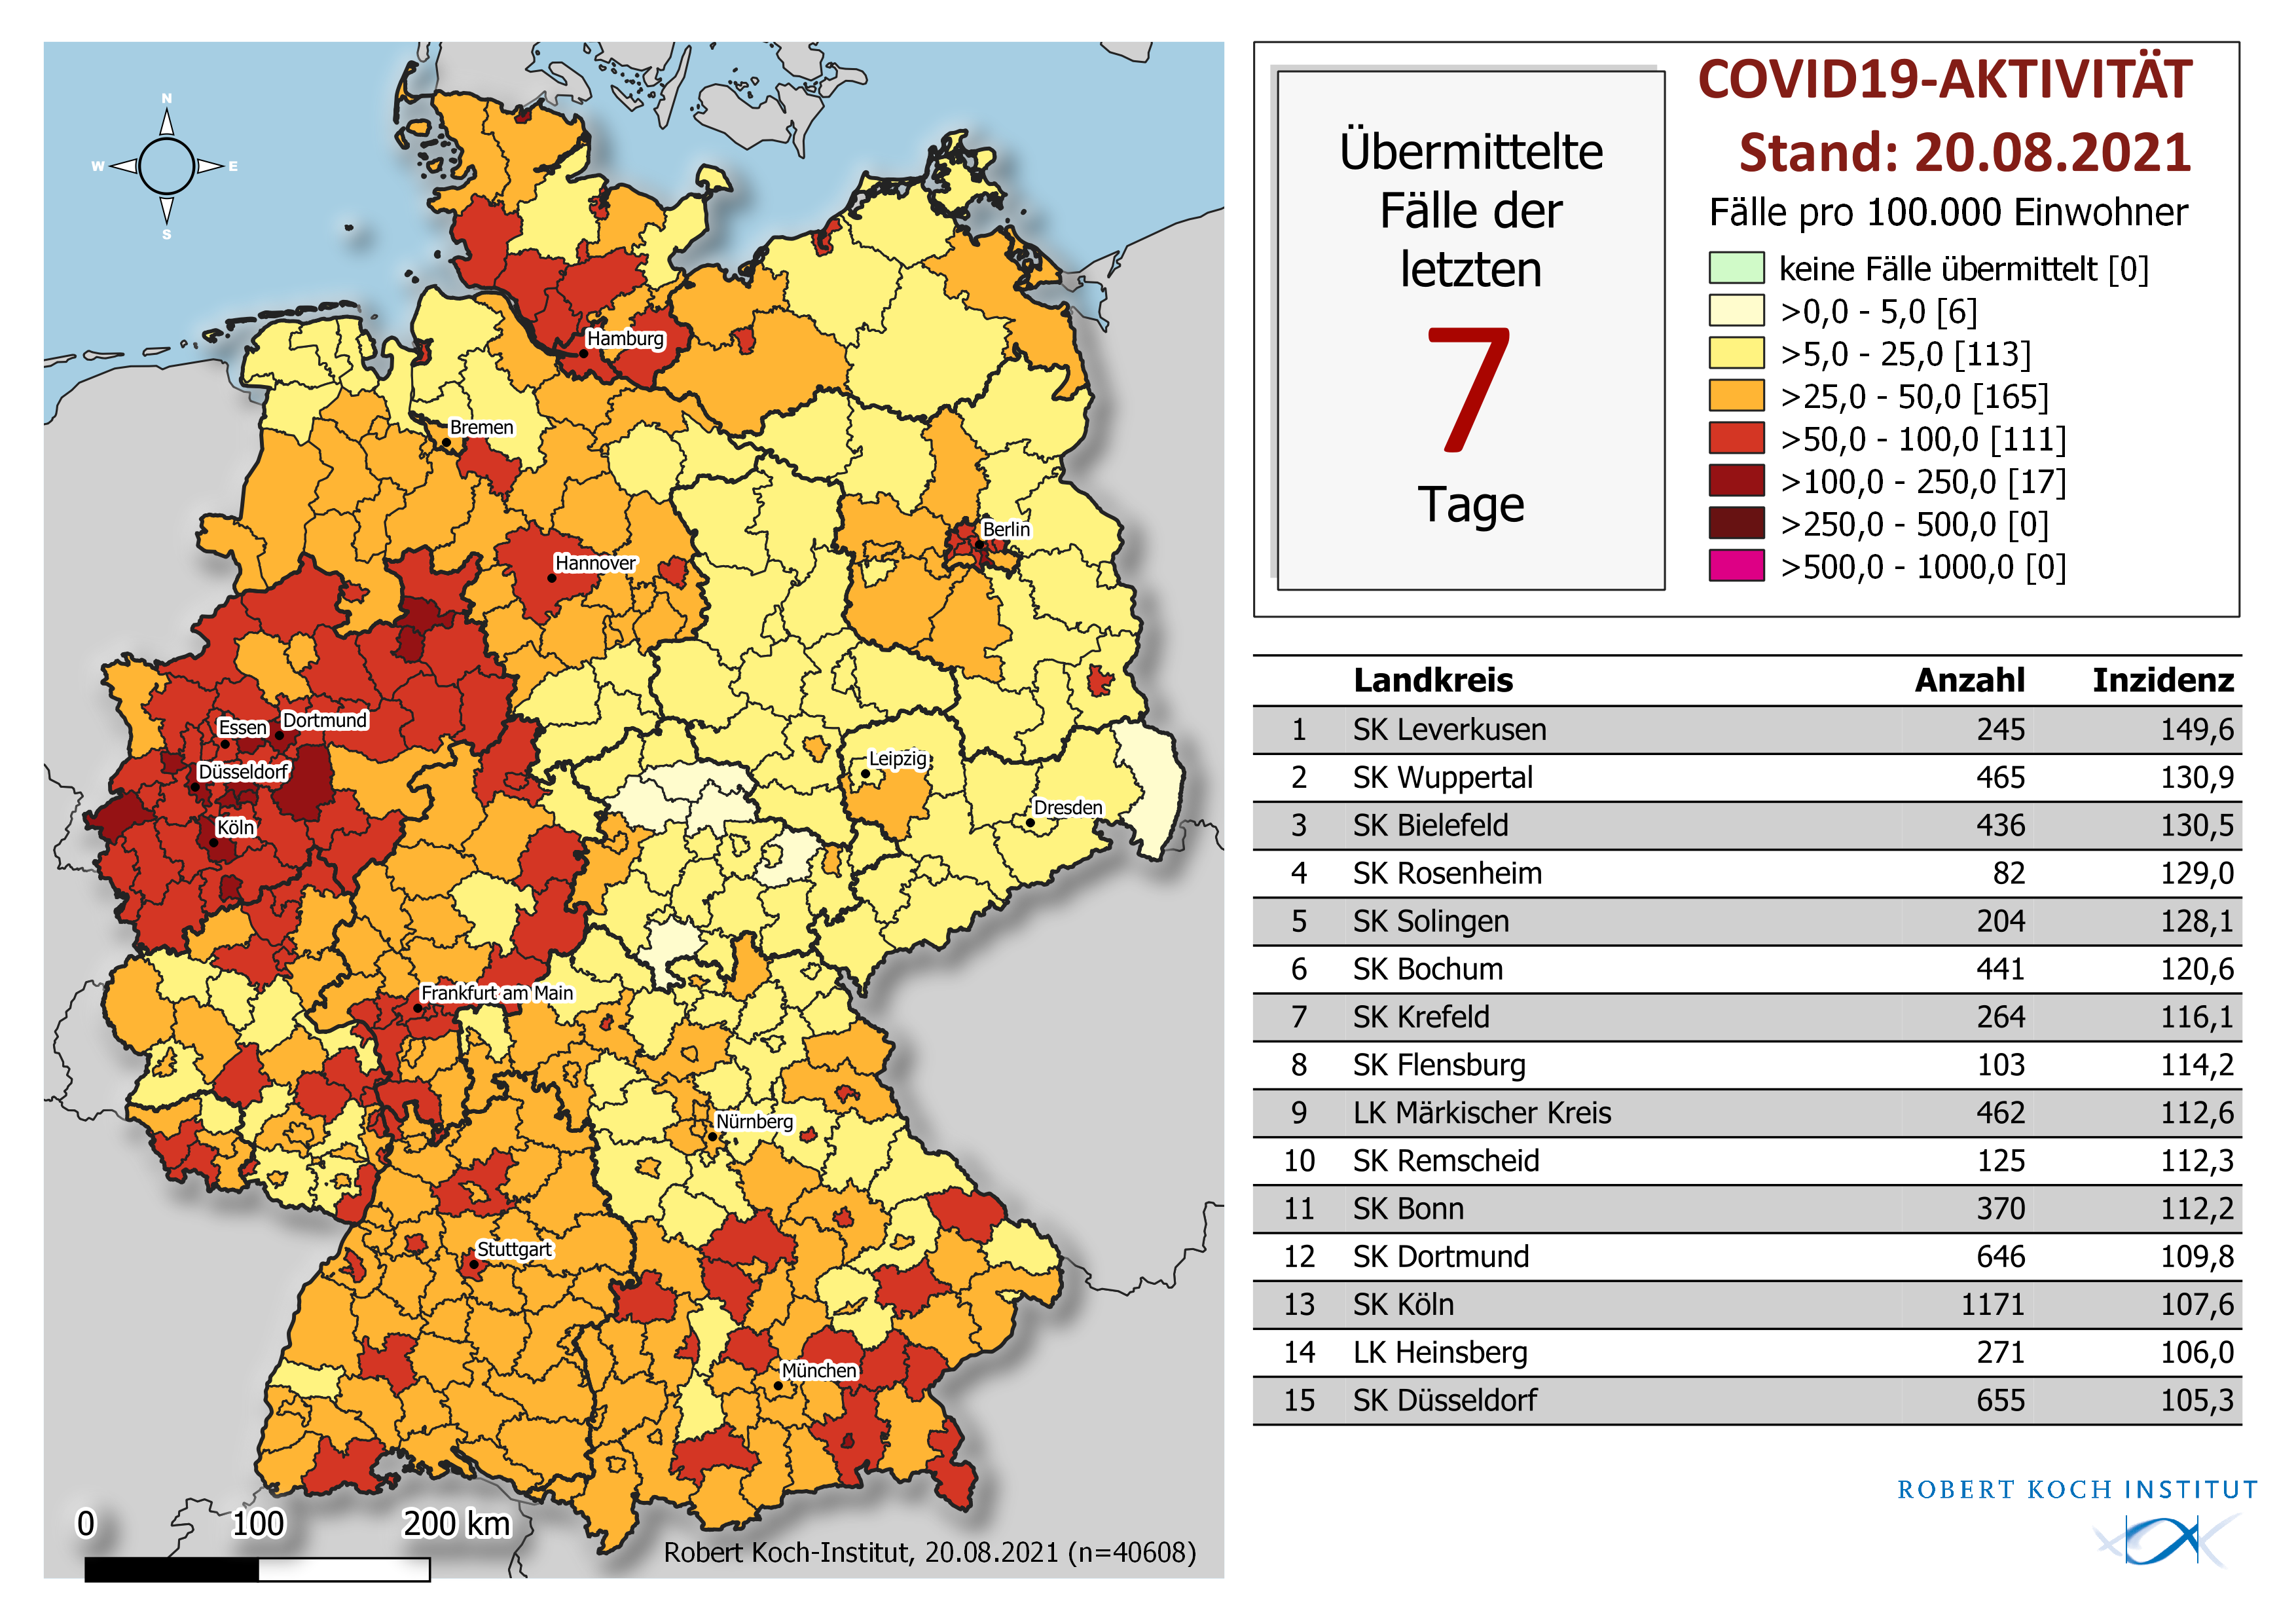 N
W
E
S
Hamburg
Bremen
Berlin
Hannover
Essen
Dortmund
Düsseldorf
Leipzig
Köln
Dresden
Frankfurt am Main
Nürnberg
Stuttgart
München
0 100 200 km
Robert Koch-Institut, 20.08.2021 (n=40608)
Übermittelte
Fälle der
letzten
7
Tage
COVID19-AKTIVITÄT
Stand: 20.08.2021
Fälle pro 100.000 Einwohner
keine Fälle übermittelt [0]
>0,0 - 5,0 [6]
>5,0 - 25,0 [113]
>25,0 - 50,0 [165]
>50,0 - 100,0 [111]
>100,0 - 250,0 [17]
>250,0 - 500,0 [0]
>500,0 - 1000,0 [0]
Landkreis Anzahl Inzidenz
1 SK Leverkusen 245 149,6
2 SK Wuppertal 465 130,9
3 SK Bielefeld 436 130,5
4 SK Rosenheim 82 129,0
5 SK Solingen 204 128,1
6 SK Bochum 441 120,6
7 SK Krefeld 264 116,1
8 SK Flensburg 103 114,2
9 LK Märkischer Kreis 462 112,6
10 SK Remscheid 125 112,3
11 SK Bonn 370 112,2
12 SK Dortmund 646 109,8
13 SK Köln 1171 107,6
14 LK Heinsberg 271 106,0
15 SK Düsseldorf 655 105,3
ROBERT KOCH INSTITUT